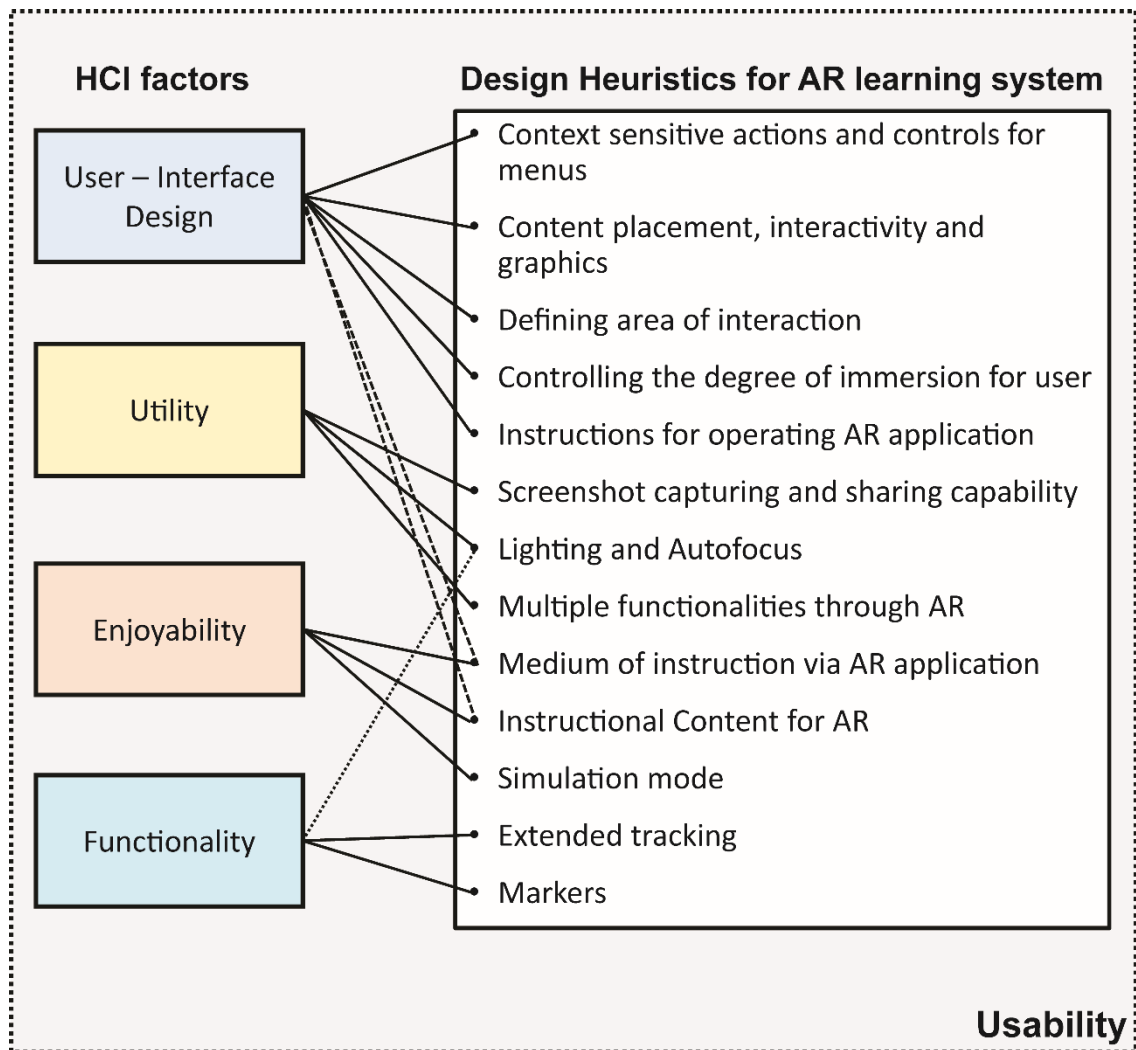 HCI factors
User – Interface
Design
Utility
Enjoyability
Functionality
Design Heuristics for AR learning system
Context sensitive actions and controls for
menus
Content placement, interactivity and
graphics
Defining area of interaction
Controlling the degree of immersion for user
Instructions for operating AR application
Screenshot capturing and sharing capability
Lighting and Autofocus
Multiple functionalities through AR
Medium of instruction via AR application
Instructional Content for AR
Simulation mode
Extended tracking
Markers
Usability